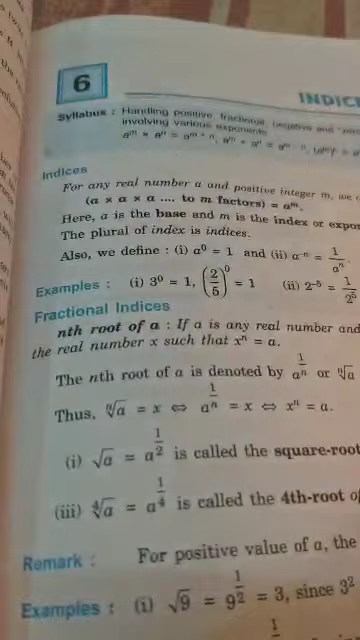 6
INDIC
Syllabus : Handling positive, fractional, negative and
involving various exponents
aᵐ × aⁿ = aᵐ⁺ⁿ, aᵐ ÷ aⁿ = aᵐ⁻ⁿ, (aᵐ)ⁿ =
Indices
For any real number a and positive integer m, we
(a × a × a .... to m factors) = aᵐ.
Here, a is the base and m is the index or expo
The plural of index is indices.
Also, we define : (i) a⁰ = 1 and (ii) a⁻ⁿ = 1/aⁿ.
Examples : (i) 3⁰ = 1, (2/5)⁰ = 1 (ii) 2⁻⁵ = 1/2⁵
Fractional Indices
nth root of a : If a is any real number and
the real number x such that xⁿ = a.
The nth root of a is denoted by a^(1/n) or ⁿ√a
Thus, ⁿ√a = x ⇔ a^(1/n) = x ⇔ xⁿ = a.
(i) √a = a^(1/2) is called the square-root
(iii) ⁴√a = a^(1/4) is called the 4th-root of
Remark : For positive value of a, the
Examples : (i) √9 = 9^(1/2) = 3, since 3²